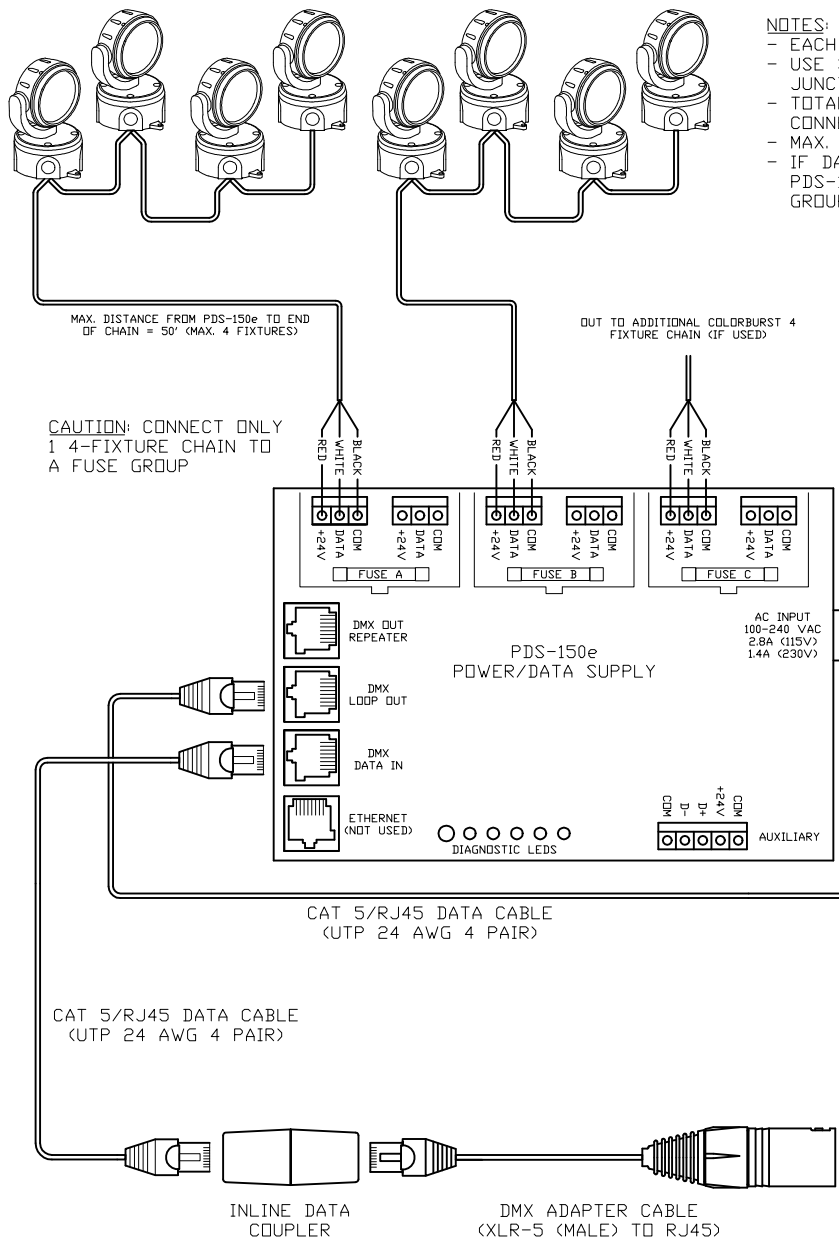 NOTES:
- EACH
- USE
JUNC
- TOTAL
CONN
- MAX.
- IF DA
PDS-
GROU
MAX. DISTANCE FROM PDS-150e TO END
OF CHAIN = 50' (MAX. 4 FIXTURES)
OUT TO ADDITIONAL COLORBURST 4
FIXTURE CHAIN (IF USED)
CAUTION: CONNECT ONLY
1 4-FIXTURE CHAIN TO
A FUSE GROUP
RED
WHITE
BLACK
RED
WHITE
BLACK
RED
WHITE
BLACK
+24V
DATA
COM
+24V
DATA
COM
+24V
DATA
COM
+24V
DATA
COM
+24V
DATA
COM
+24V
DATA
COM
FUSE A
FUSE B
FUSE C
DMX OUT
REPEATER
AC INPUT
100-240 VAC
2.8A (115V)
1.4A (230V)
PDS-150e
POWER/DATA SUPPLY
DMX
LOOP OUT
DMX
DATA IN
ETHERNET
(NOT USED)
DIAGNOSTIC LEDS
COM
D-
D+
+24V
COM
AUXILIARY
CAT 5/RJ45 DATA CABLE
(UTP 24 AWG 4 PAIR)
CAT 5/RJ45 DATA CABLE
(UTP 24 AWG 4 PAIR)
INLINE DATA
COUPLER
DMX ADAPTER CABLE
(XLR-5 (MALE) TO RJ45)